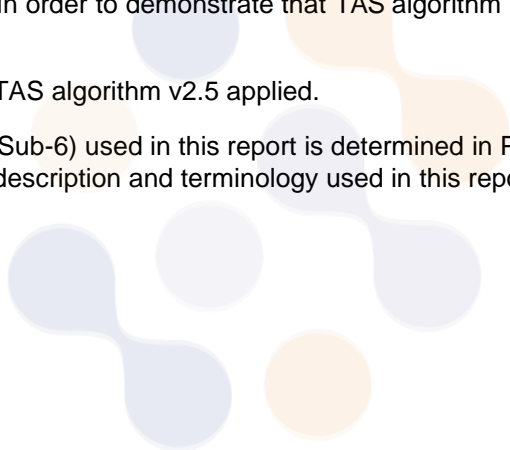 in order to demonstrate that TAS algorithm
TAS algorithm v2.5 applied.
(Sub-6) used in this report is determined in
description and terminology used in this